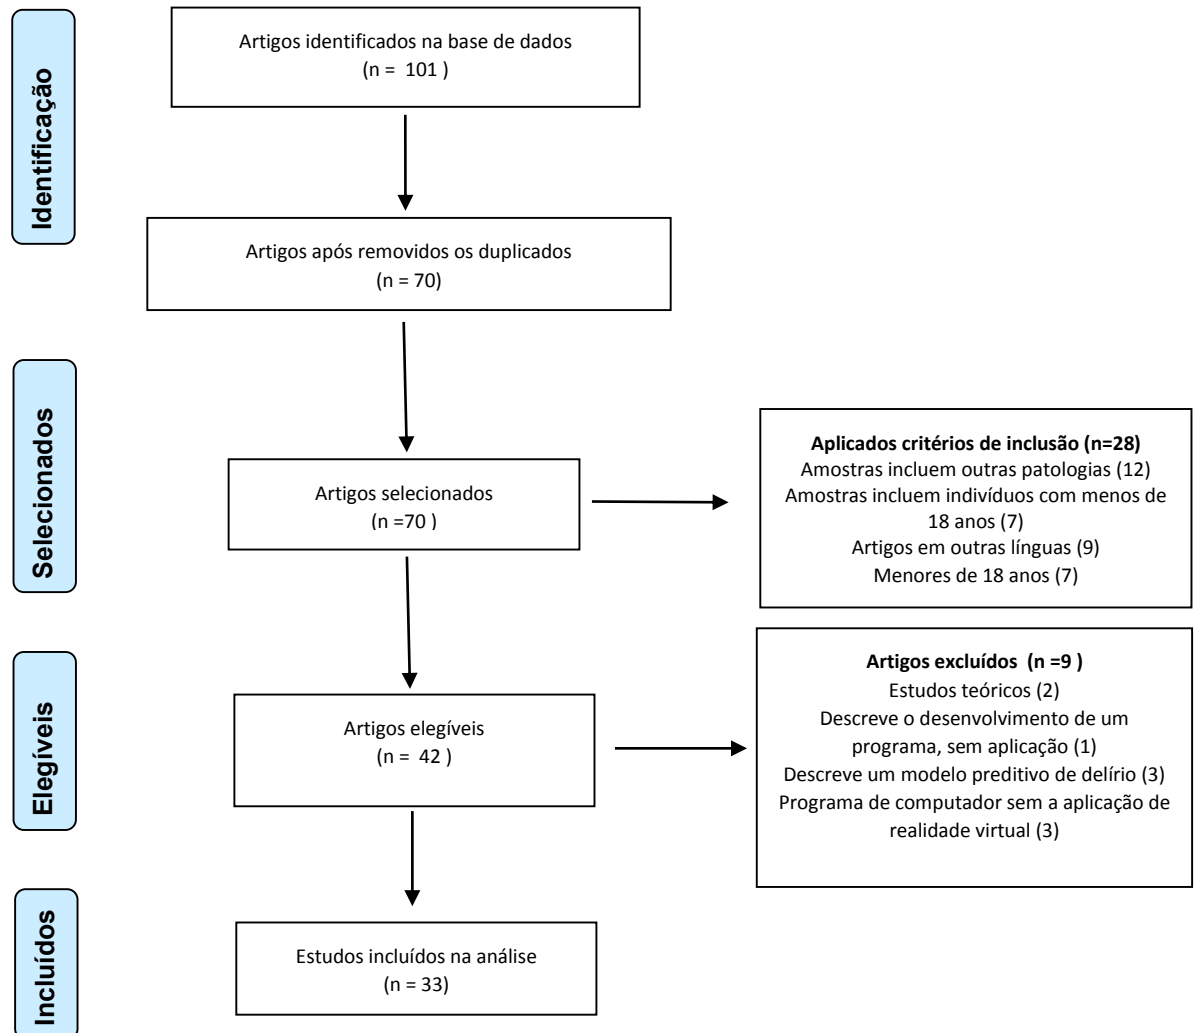 Identificação
Artigos identificados na base de dados
(n =  101 )
Artigos após removidos os duplicados
(n = 70)
Selecionados
Artigos selecionados
(n =70 )
Aplicados critérios de inclusão (n=28)
Amostras incluem outras patologias (12)
Amostras incluem indivíduos com menos de
18 anos (7)
Artigos em outras línguas (9)
Menores de 18 anos (7)
Elegíveis
Artigos elegíveis
(n =  42 )
Artigos excluídos  (n =9 )
Estudos teóricos (2)
Descreve o desenvolvimento de um
programa, sem aplicação (1)
Descreve um modelo preditivo de delírio (3)
Programa de computador sem a aplicação de
realidade virtual (3)
Incluídos
Estudos incluídos na análise
(n = 33)